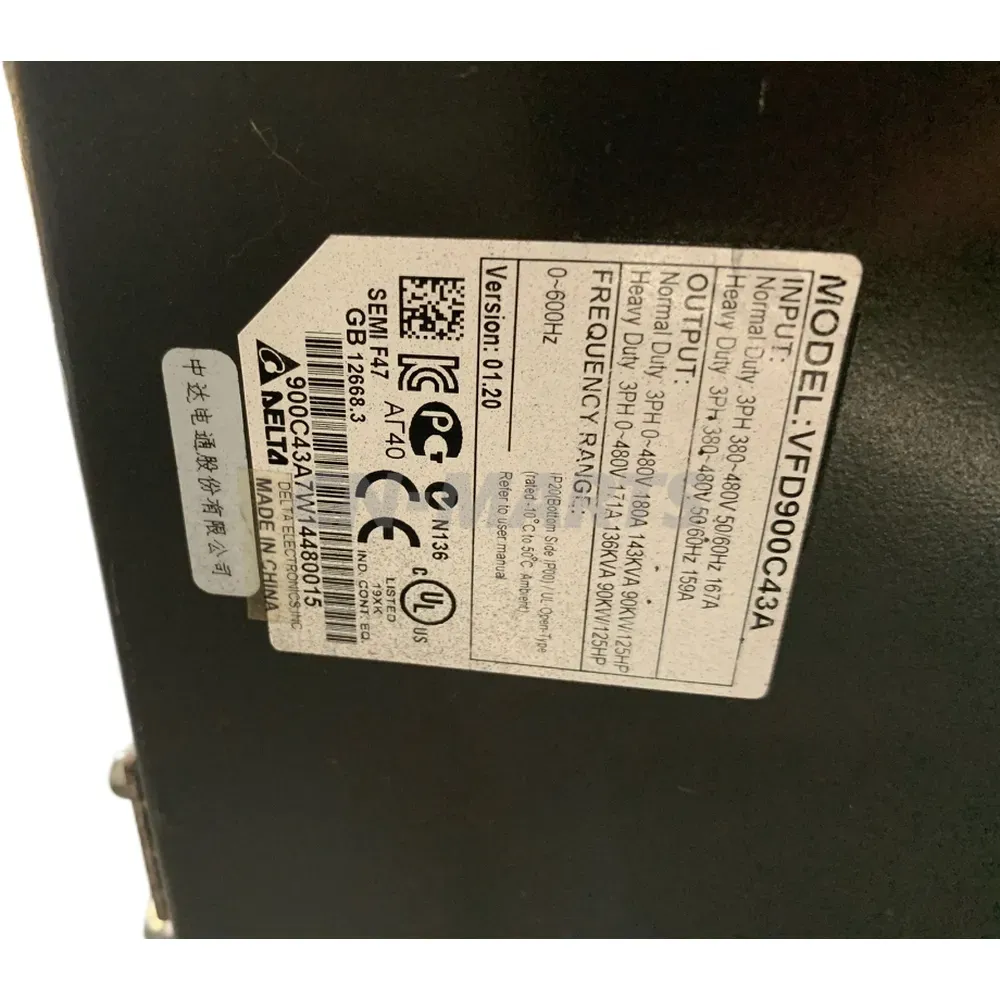 MODEL:VFD900C43A
INPUT:
Normal Duty: 3PH 380~480V 50/60Hz 167A
Heavy Duty: 3PH 380~480V 50/60Hz 159A
OUTPUT:
Normal Duty: 3PH 0~480V 180A 143KVA 90KW/125HP
Heavy Duty: 3PH 0~480V 171A 136KVA 90KW/125HP
FREQUENCY RANGE:
0~600Hz
IP20(Bottom Side IP00) / UL Open-Type
(rated -10°C to 50°C Ambient)
Refer to user manual
Version: 01.20
N136
AГ40
SEMI F47
GB 12668.3
CE
c UL US
LISTED
19XK
IND. CONT. EQ.
900C43A7W14480015
DELTA
DELTA ELECTRONICS, INC
MADE IN CHINA
中达电通股份有限公司